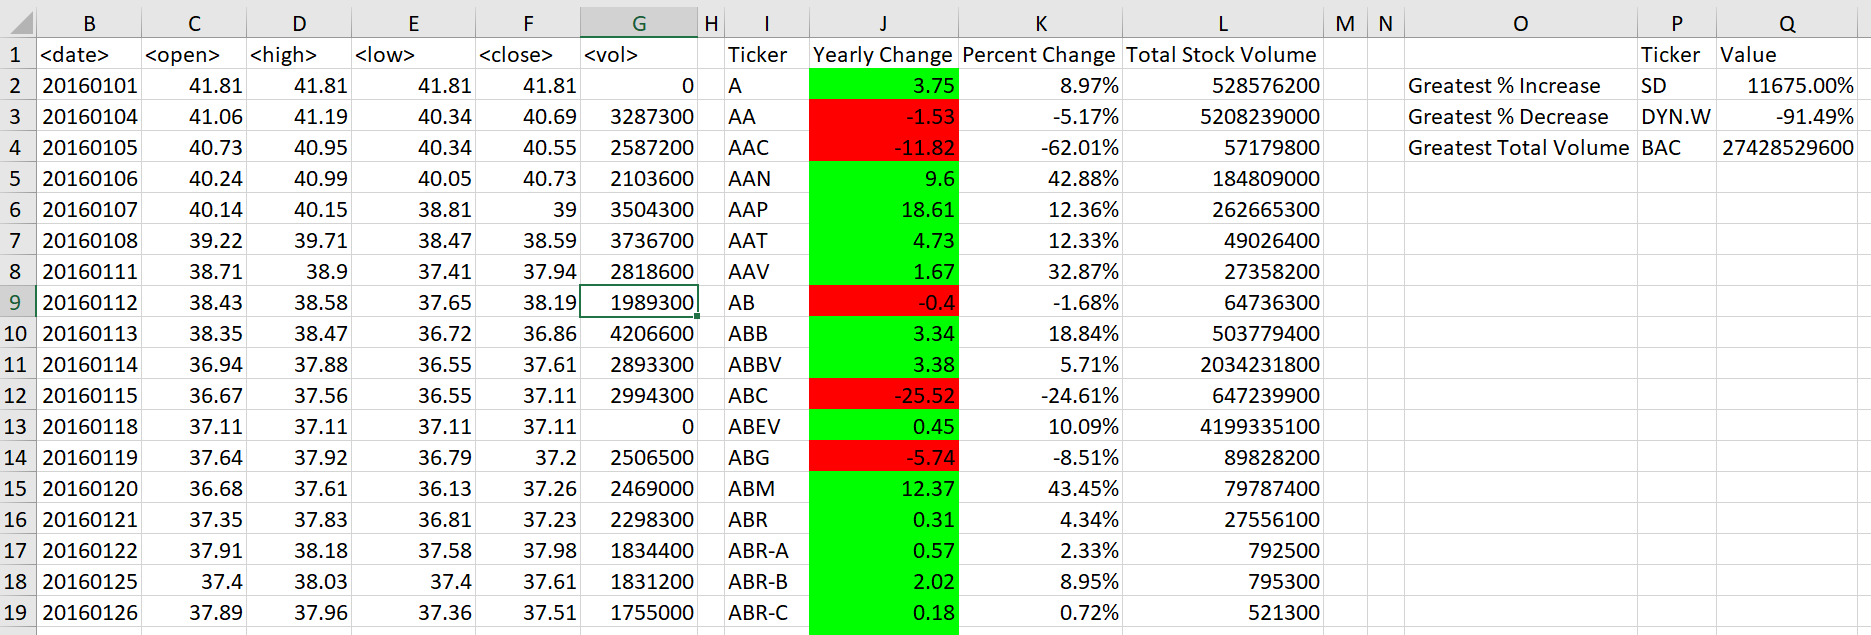 B C D E F G H I J K L M N O P Q
1 <date> <open> <high> <low> <close> <vol> Ticker Yearly Change Percent Change Total Stock Volume Ticker Value
2 20160101 41.81 41.81 41.81 41.81 0 A 3.75 8.97% 528576200 Greatest % Increase SD 11675.00%
3 20160104 41.06 41.19 40.34 40.69 3287300 AA -1.53 -5.17% 5208239000 Greatest % Decrease DYN.W -91.49%
4 20160105 40.73 40.95 40.34 40.55 2587200 AAC -11.82 -62.01% 57179800 Greatest Total Volume BAC 27428529600
5 20160106 40.24 40.99 40.05 40.73 2103600 AAN 9.6 42.88% 184809000
6 20160107 40.14 40.15 38.81 39 3504300 AAP 18.61 12.36% 262665300
7 20160108 39.22 39.71 38.47 38.59 3736700 AAT 4.73 12.33% 49026400
8 20160111 38.71 38.9 37.41 37.94 2818600 AAV 1.67 32.87% 27358200
9 20160112 38.43 38.58 37.65 38.19 1989300 AB -0.4 -1.68% 64736300
10 20160113 38.35 38.47 36.72 36.86 4206600 ABB 3.34 18.84% 503779400
11 20160114 36.94 37.88 36.55 37.61 2893300 ABBV 3.38 5.71% 2034231800
12 20160115 36.67 37.56 36.55 37.11 2994300 ABC -25.52 -24.61% 647239900
13 20160118 37.11 37.11 37.11 37.11 0 ABEV 0.45 10.09% 4199335100
14 20160119 37.64 37.92 36.79 37.2 2506500 ABG -5.74 -8.51% 89828200
15 20160120 36.68 37.61 36.13 37.26 2469000 ABM 12.37 43.45% 79787400
16 20160121 37.35 37.83 36.81 37.23 2298300 ABR 0.31 4.34% 27556100
17 20160122 37.91 38.18 37.58 37.98 1834400 ABR-A 0.57 2.33% 792500
18 20160125 37.4 38.03 37.4 37.61 1831200 ABR-B 2.02 8.95% 795300
19 20160126 37.89 37.96 37.36 37.51 1755000 ABR-C 0.18 0.72% 521300